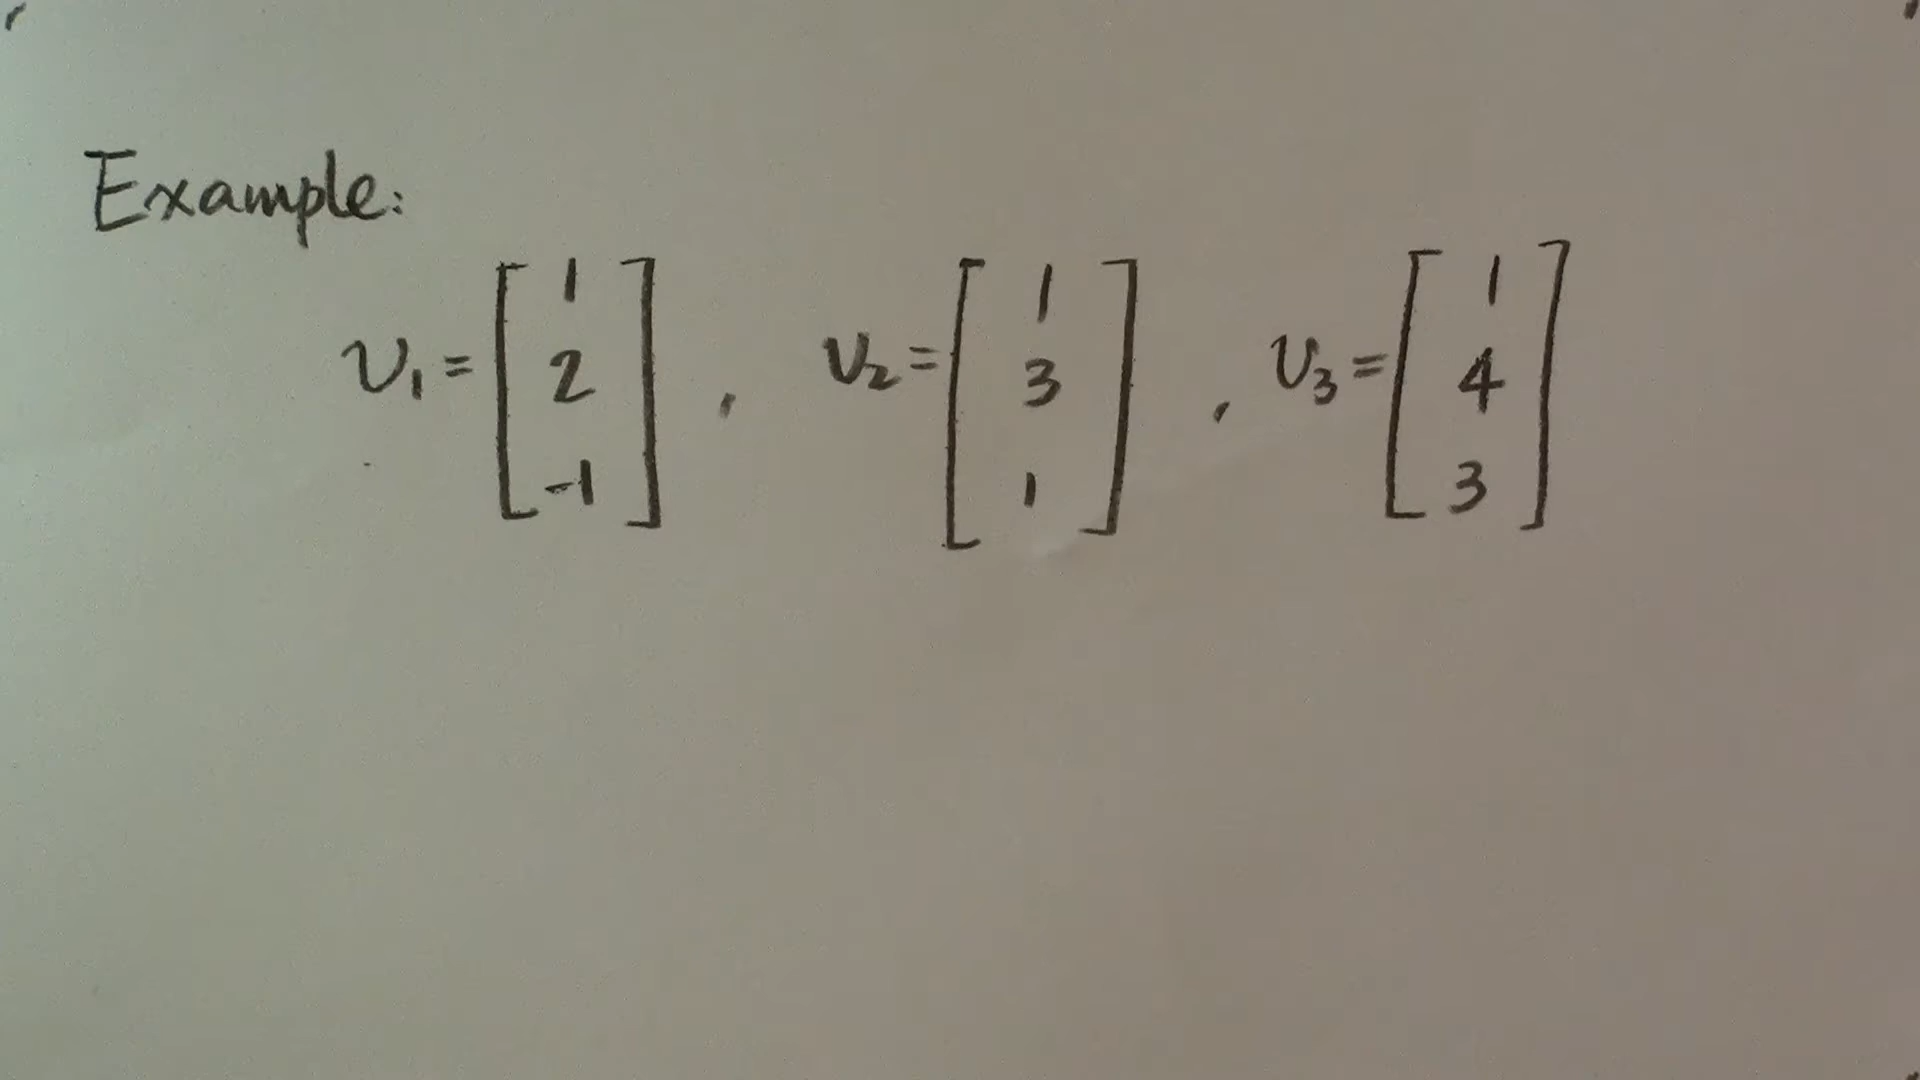 Example:
v₁ = [1 2 -1], v₂ = [1 3 1], v₃ = [1 4 3]